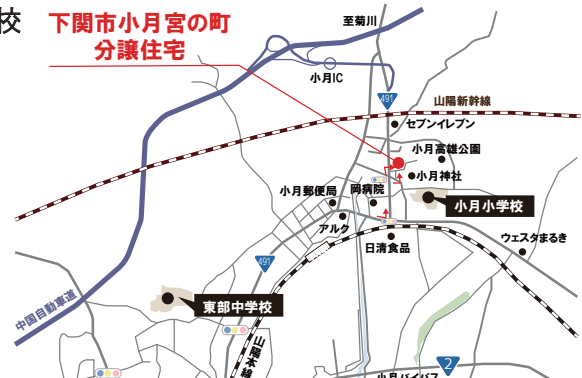 校
下関市小月宮の町
分譲住宅
至菊川
小月IC
491
山陽新幹線
セブンイレブン
小月高雄公園
小月神社
小月郵便局
岡病院
小月小学校
アルク
日清食品
ウェスタまるき
491
東部中学校
中国自動車道
山陽本線
2
小月バイパス